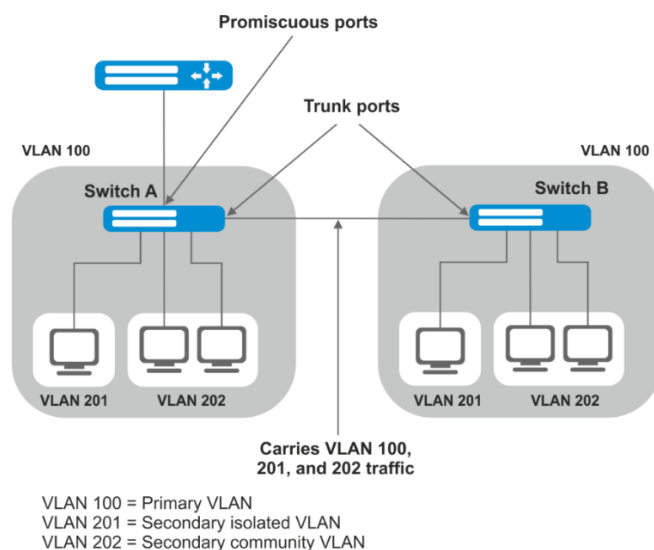 Promiscuous ports
Trunk ports
VLAN 100
VLAN 100
Switch A
Switch B
VLAN 201
VLAN 202
VLAN 201
VLAN 202
Carries VLAN 100,
201, and 202 traffic
VLAN 100 = Primary VLAN
VLAN 201 = Secondary isolated VLAN
VLAN 202 = Secondary community VLAN